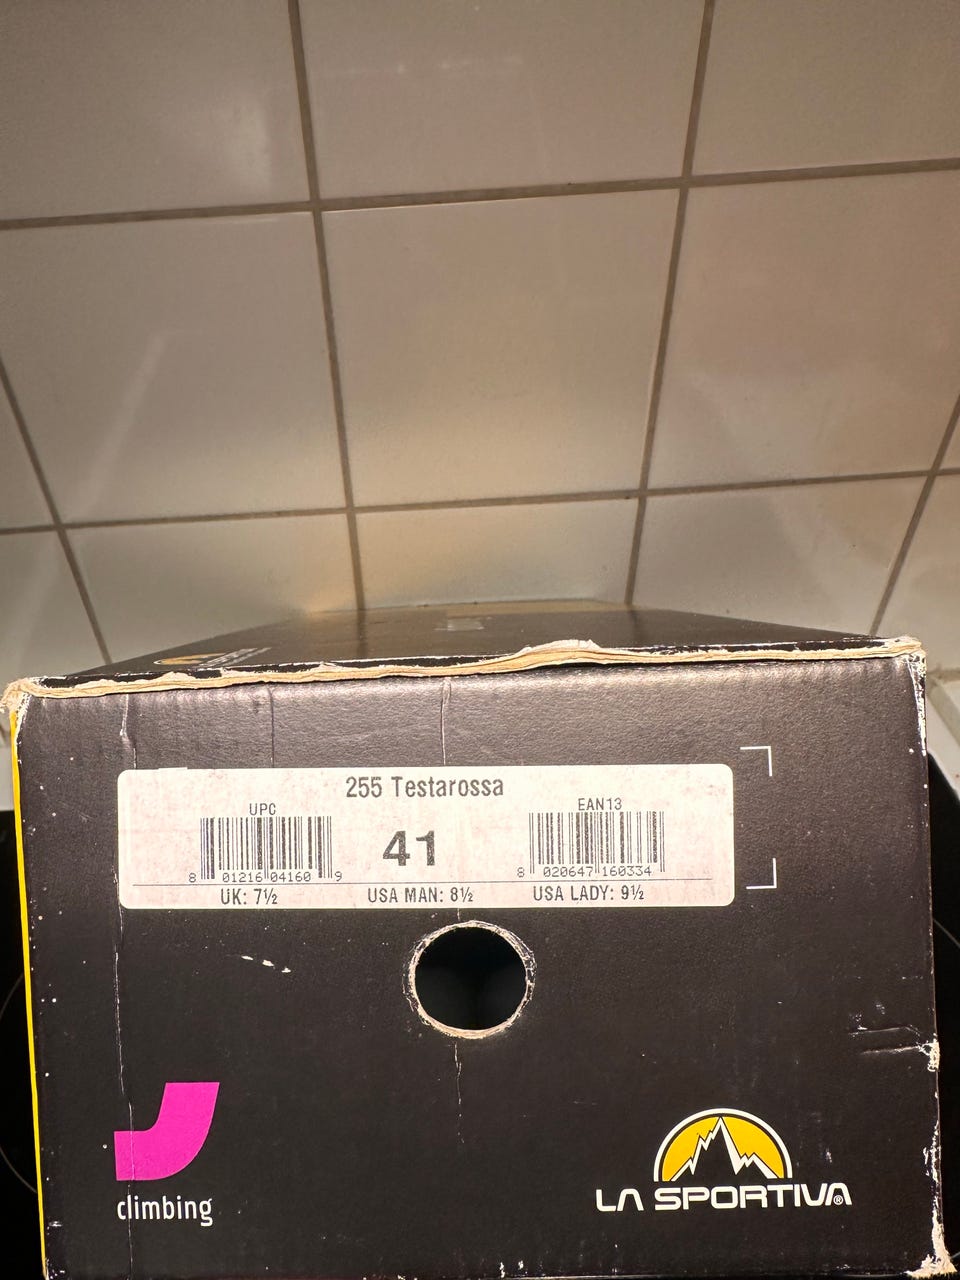 255 Testarossa
UPC
41
EAN13
8 01216 04160 9
8 020647 160334
UK: 7½
USA MAN: 8½
USA LADY: 9½
climbing
LA SPORTIVA®